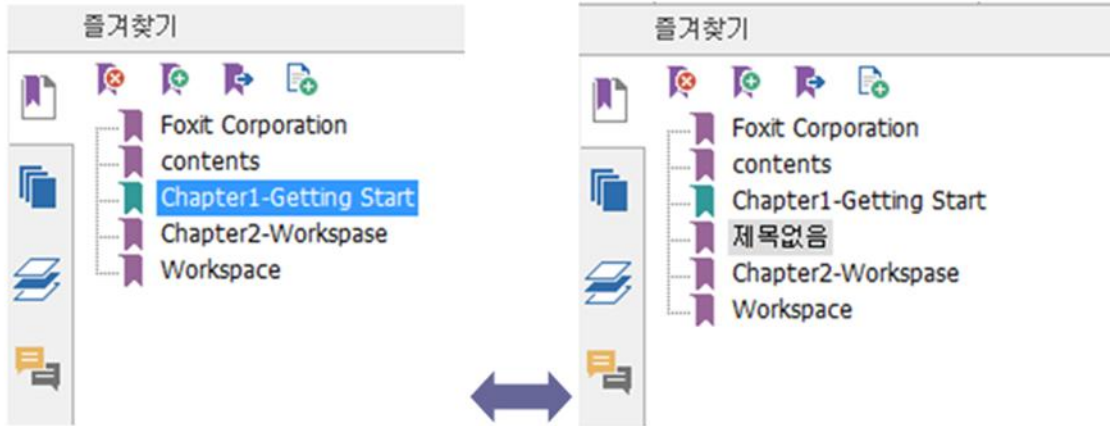 즐겨찾기
Foxit Corporation
contents
Chapter1-Getting Start
Chapter2-Workspase
Workspace
즐겨찾기
Foxit Corporation
contents
Chapter1-Getting Start
제목없음
Chapter2-Workspase
Workspace